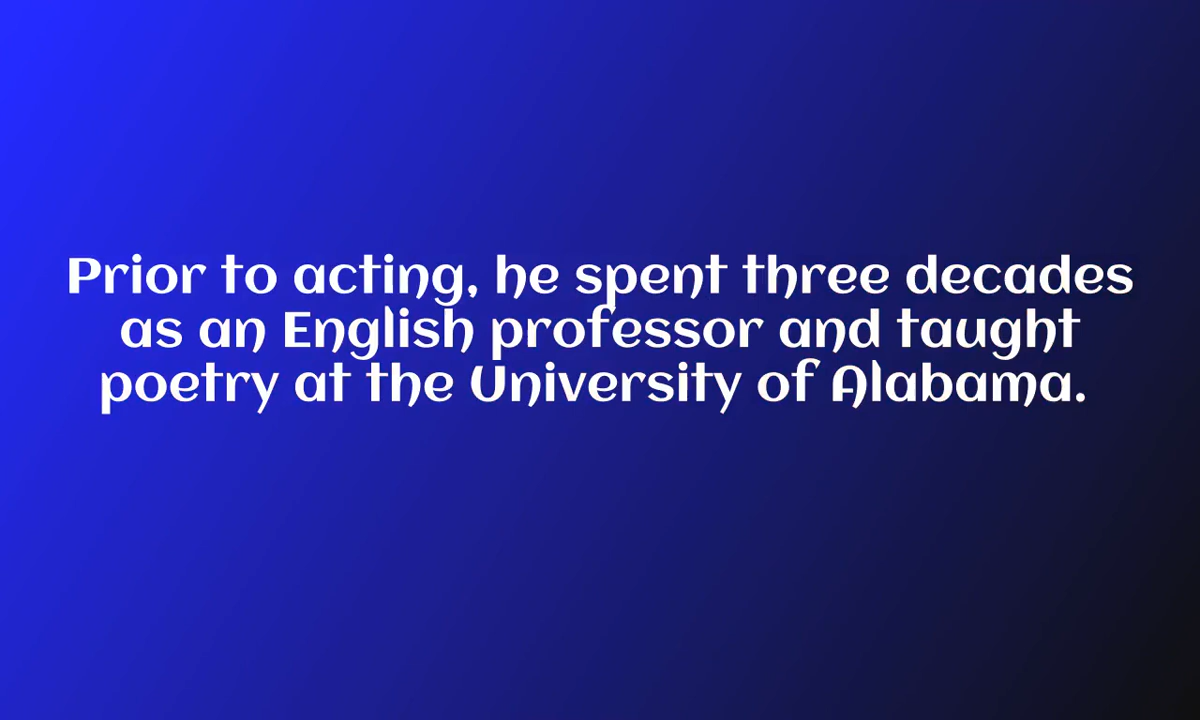 Prior to acting, he spent three decades
as an English professor and taught
poetry at the University of Alabama.